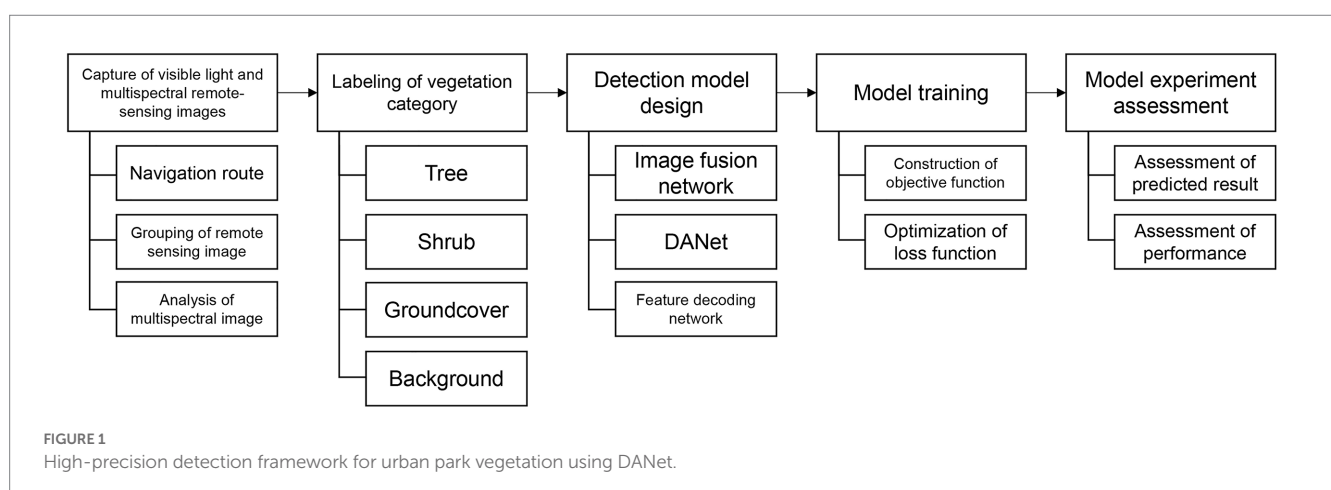 Capture of visible light and
multispectral remote-
sensing images
Navigation route
Grouping of remote
sensing image
Analysis of
multispectral image
Labeling of vegetation
category
Tree
Shrub
Groundcover
Background
Detection model
design
Image fusion
network
DANet
Feature decoding
network
Model training
Construction of
objective function
Optimization of
loss function
Model experiment
assessment
Assessment of
predicted result
Assessment of
performance
FIGURE 1
High-precision detection framework for urban park vegetation using DANet.